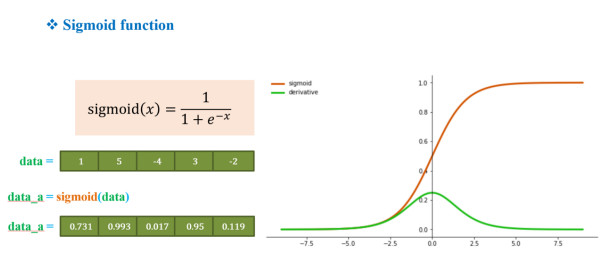 ❖ Sigmoid function
sigmoid(x) = 1 / (1 + e^{-x})
data = 1 5 -4 3 -2
data_a = sigmoid(data)
data_a = 0.731 0.993 0.017 0.95 0.119
sigmoid
derivative
1.0
0.8
0.6
0.4
0.2
0.0
−7.5 −5.0 −2.5 0.0 2.5 5.0 7.5